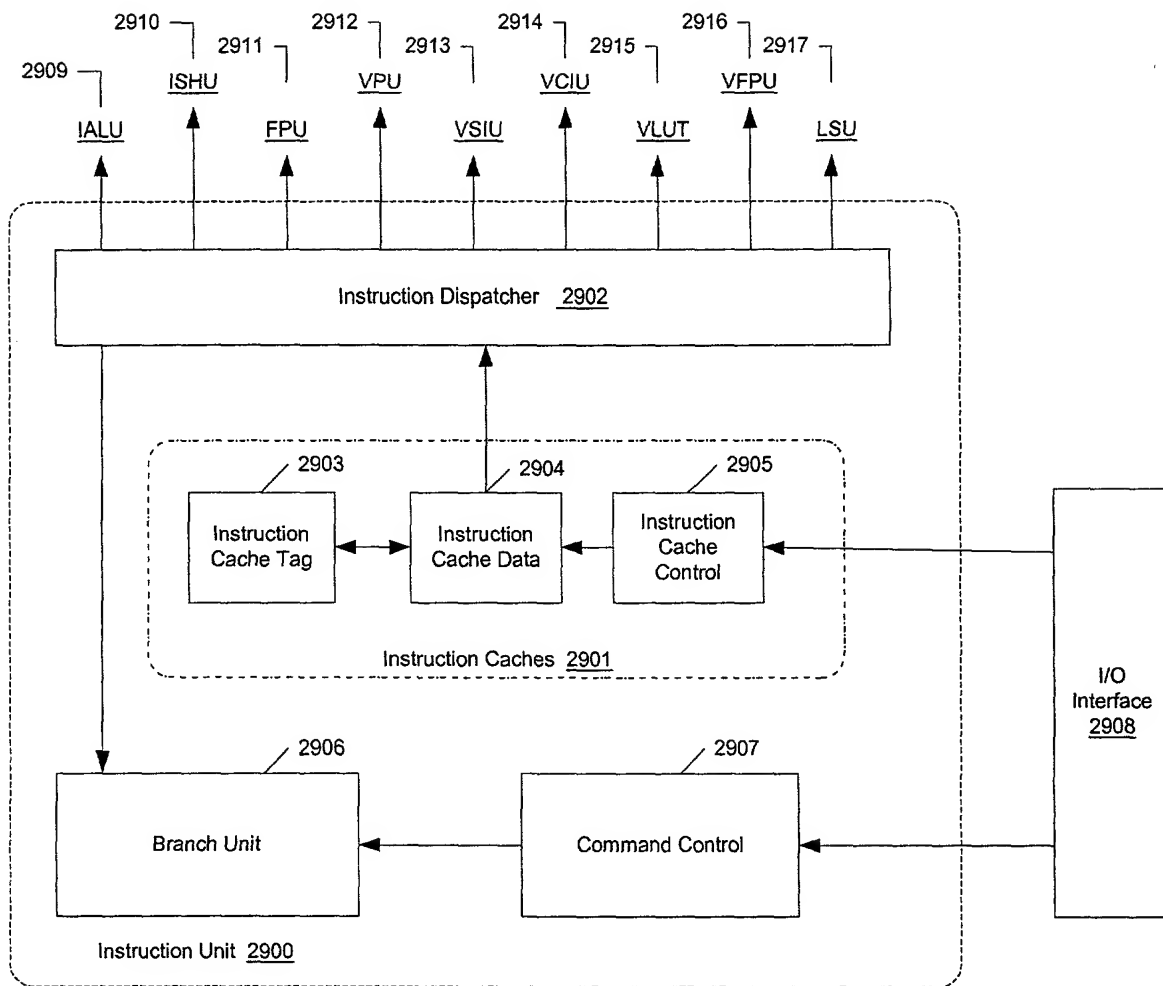 2910
2912
2914
2916
2911
2913
2915
2917
2909
ISHU
VPU
VCIU
VFPU
IALU
FPU
VSIU
VLUT
LSU
Instruction Dispatcher 2902
2903
2904
2905
Instruction
Cache Tag
Instruction
Cache Data
Instruction
Cache
Control
Instruction Caches 2901
I/O
Interface
2908
2906
2907
Branch Unit
Command Control
Instruction Unit 2900